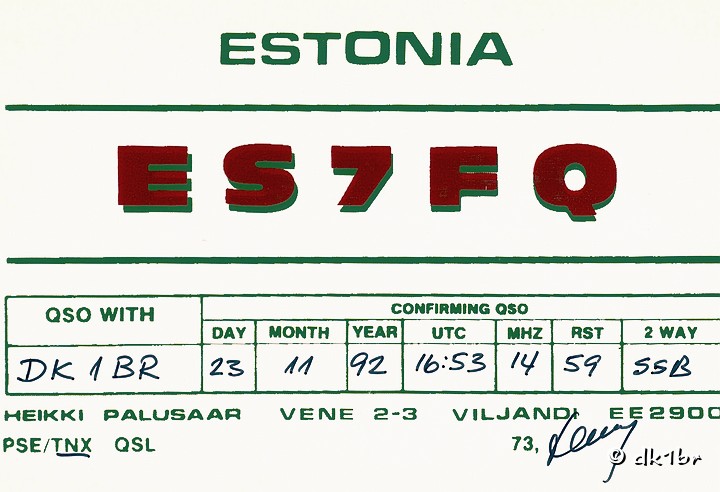 ESTONIA
ES7FQ
QSO WITH CONFIRMING QSO
DAY MONTH YEAR UTC MHZ RST 2 WAY
DK1BR 23 11 92 16:53 14 59 SSB
HEIKKI PALUSAAR VENE 2-3 VILJANDI EE2900
PSE/TNX QSL 73,
© dk1br